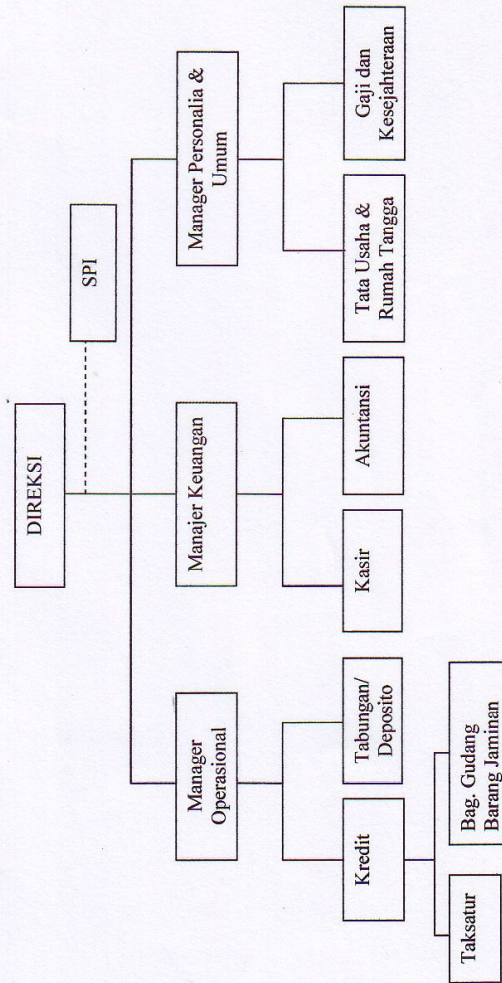 DIREKSI
SPI
Manager
Operasional
Manajer Keuangan
Manager Personalia &
Umum
Kredit
Tabungan/
Deposito
Kasir
Akuntansi
Tata Usaha &
Rumah Tangga
Gaji dan
Kesejahteraan
Taksatur
Bag. Gudang
Barang Jaminan